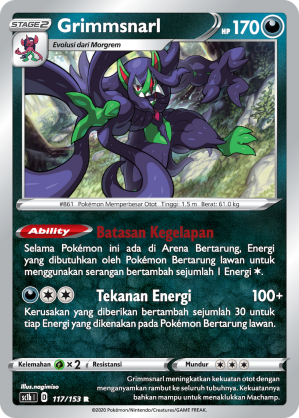 STAGE2 Grimmsnarl HP 170
Evolusi dari Morgrem
#861 Pokémon Memperbesar Otot Tinggi: 1.5 m Berat: 61.0 kg
Ability Batasan Kegelapan
Selama Pokémon ini ada di Arena Bertarung, Energi
yang dibutuhkan oleh Pokémon Bertarung lawan untuk
menggunakan serangan bertambah sejumlah 1 Energi.
Tekanan Energi 100+
Kerusakan yang diberikan bertambah sejumlah 30 untuk
tiap Energi yang dikenakan pada Pokémon Bertarung lawan.
Kelemahan ×2 Resistansi -- Mundur
Illus.nagimiso
sc1b I D 117/153 R
Grimmsnarl meningkatkan kekuatan ototnya dengan
menganyamkan rambut ke seluruh tubuhnya. Kekuatannya
dikatakan bahkan bisa menaklukkan Machamp.
©2020 Pokémon/Nintendo/Creatures/GAME FREAK.